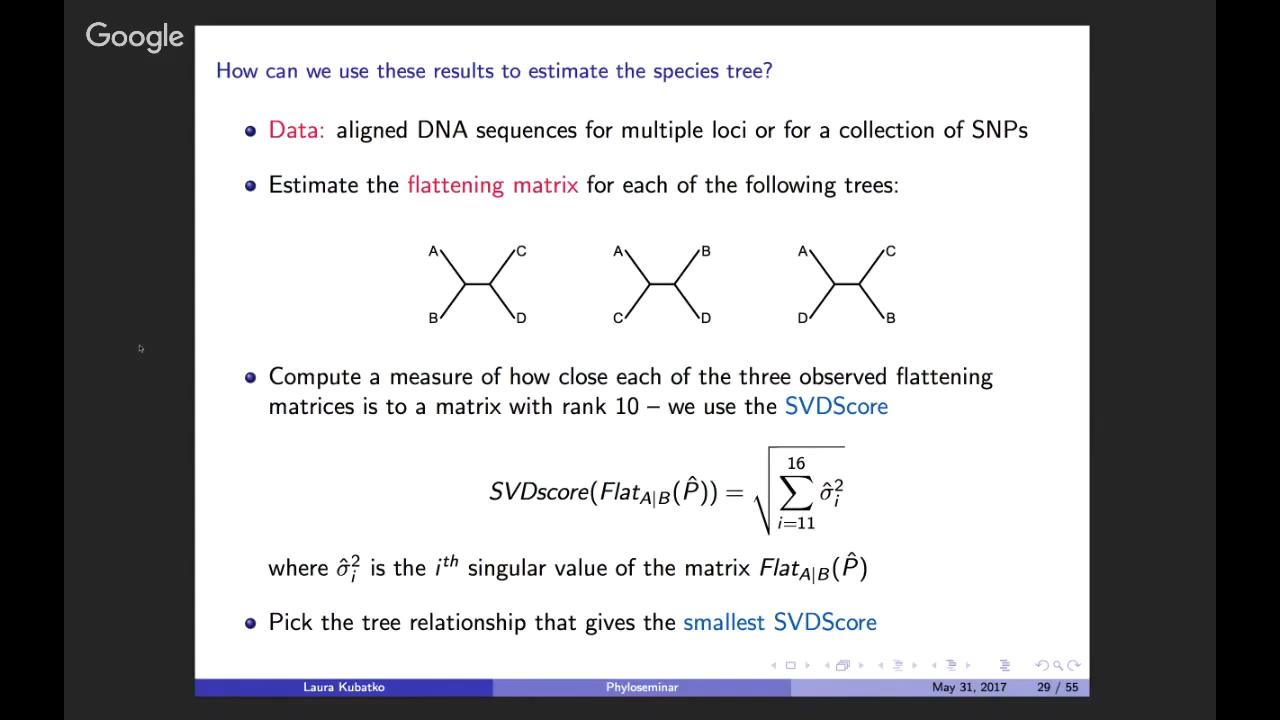 Google
How can we use these results to estimate the species tree?
Data: aligned DNA sequences for multiple loci or for a collection of SNPs
Estimate the flattening matrix for each of the following trees:
A C A B A C
B D C D D B
Compute a measure of how close each of the three observed flattening
matrices is to a matrix with rank 10 – we use the SVDScore
SVDscore(Flat_{A|B}(P̂)) = √(∑_{i=11}^{16} σ̂_i^2)
where σ̂_i^2 is the i^{th} singular value of the matrix Flat_{A|B}(P̂)
Pick the tree relationship that gives the smallest SVDScore
Laura Kubatko Phyloseminar May 31, 2017 29 / 55